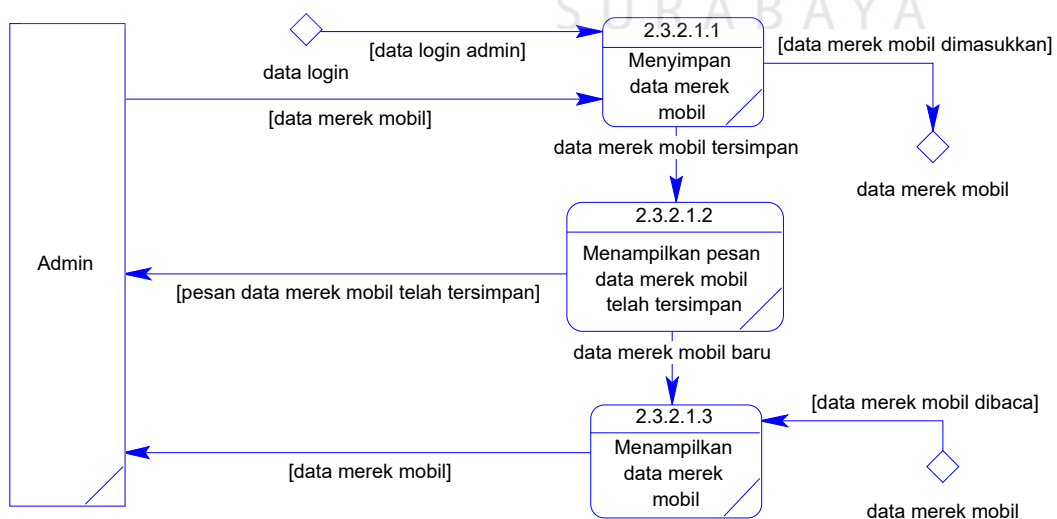 SURABAYA
2.3.2.1.1
[data login admin]
[data merek mobil dimasukkan]
Menyimpan
data merek
mobil
data login
[data merek mobil]
data merek mobil tersimpan
data merek mobil
2.3.2.1.2
Admin
Menampilkan pesan
data merek mobil
telah tersimpan
[pesan data merek mobil telah tersimpan]
data merek mobil baru
[data merek mobil dibaca]
2.3.2.1.3
Menampilkan
data merek
mobil
[data merek mobil]
data merek mobil